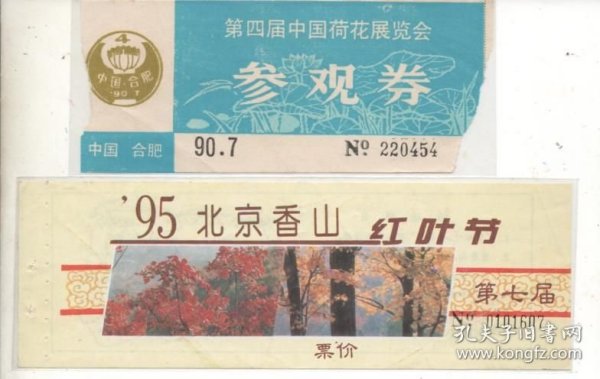 第四届中国荷花展览会
4
中国·合肥
'90 7
参观券
中国 合肥
90.7
Nº 220454
'95 北京香山 红叶节
第七届
Nº 0101607
票价
孔夫子旧书网
www.kongfz.com